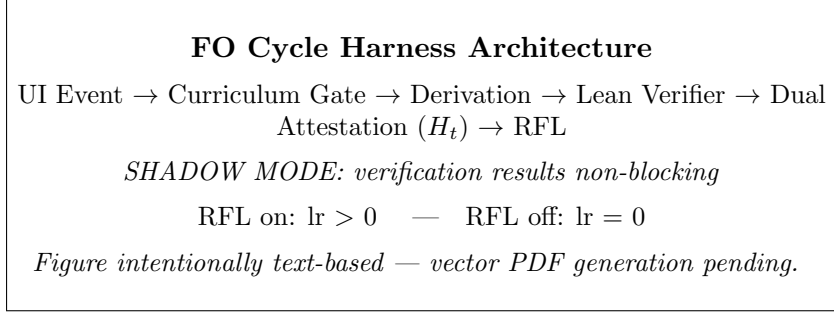 FO Cycle Harness Architecture
UI Event → Curriculum Gate → Derivation → Lean Verifier → Dual
Attestation (Hₜ) → RFL
SHADOW MODE: verification results non-blocking
RFL on: lr > 0 — RFL off: lr = 0
Figure intentionally text-based — vector PDF generation pending.